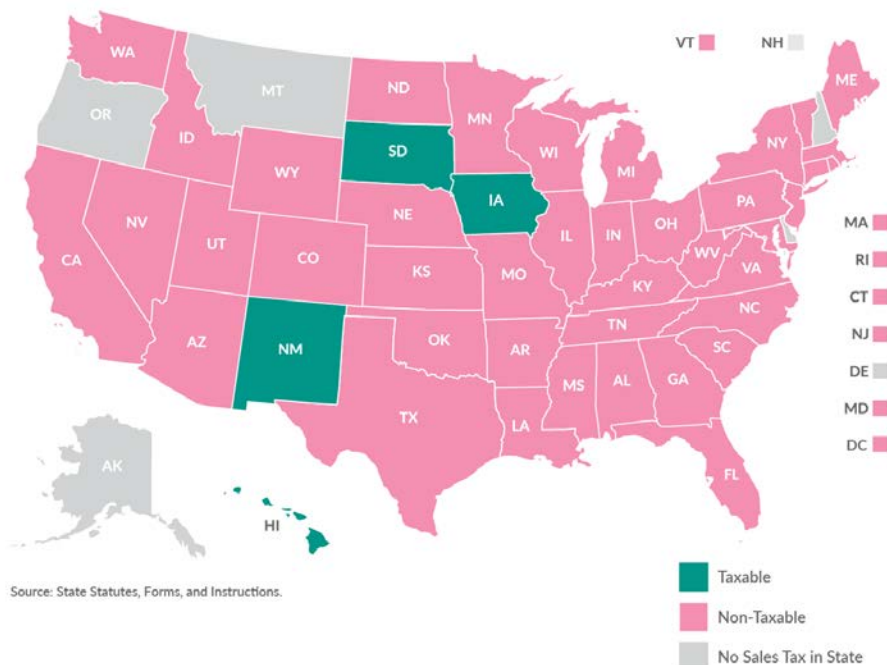 VT
NH
WA
MT
ND
ME
OR
MN
ID
SD
WI
NY
WY
MI
IA
PA
NE
NV
OH
MA
IL
IN
UT
WV
CO
VA
RI
CA
KS
MO
KY
CT
NC
TN
NJ
OK
AZ
NM
AR
SC
DE
MS
AL
GA
TX
MD
LA
DC
AK
FL
HI
Taxable
Source: State Statutes, Forms, and Instructions.
Non-Taxable
No Sales Tax in State